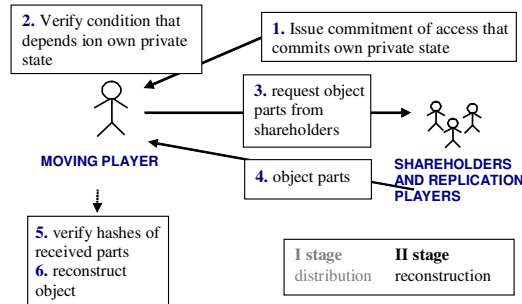 2. Verify condition that
depends ion own private
state
1. Issue commitment of access that
commits own private state
3. request object
parts from
shareholders
MOVING PLAYER
SHAREHOLDERS
AND REPLICATION
PLAYERS
4. object parts
5. verify hashes of
received parts
6. reconstruct
object
I stage
distribution
II stage
reconstruction